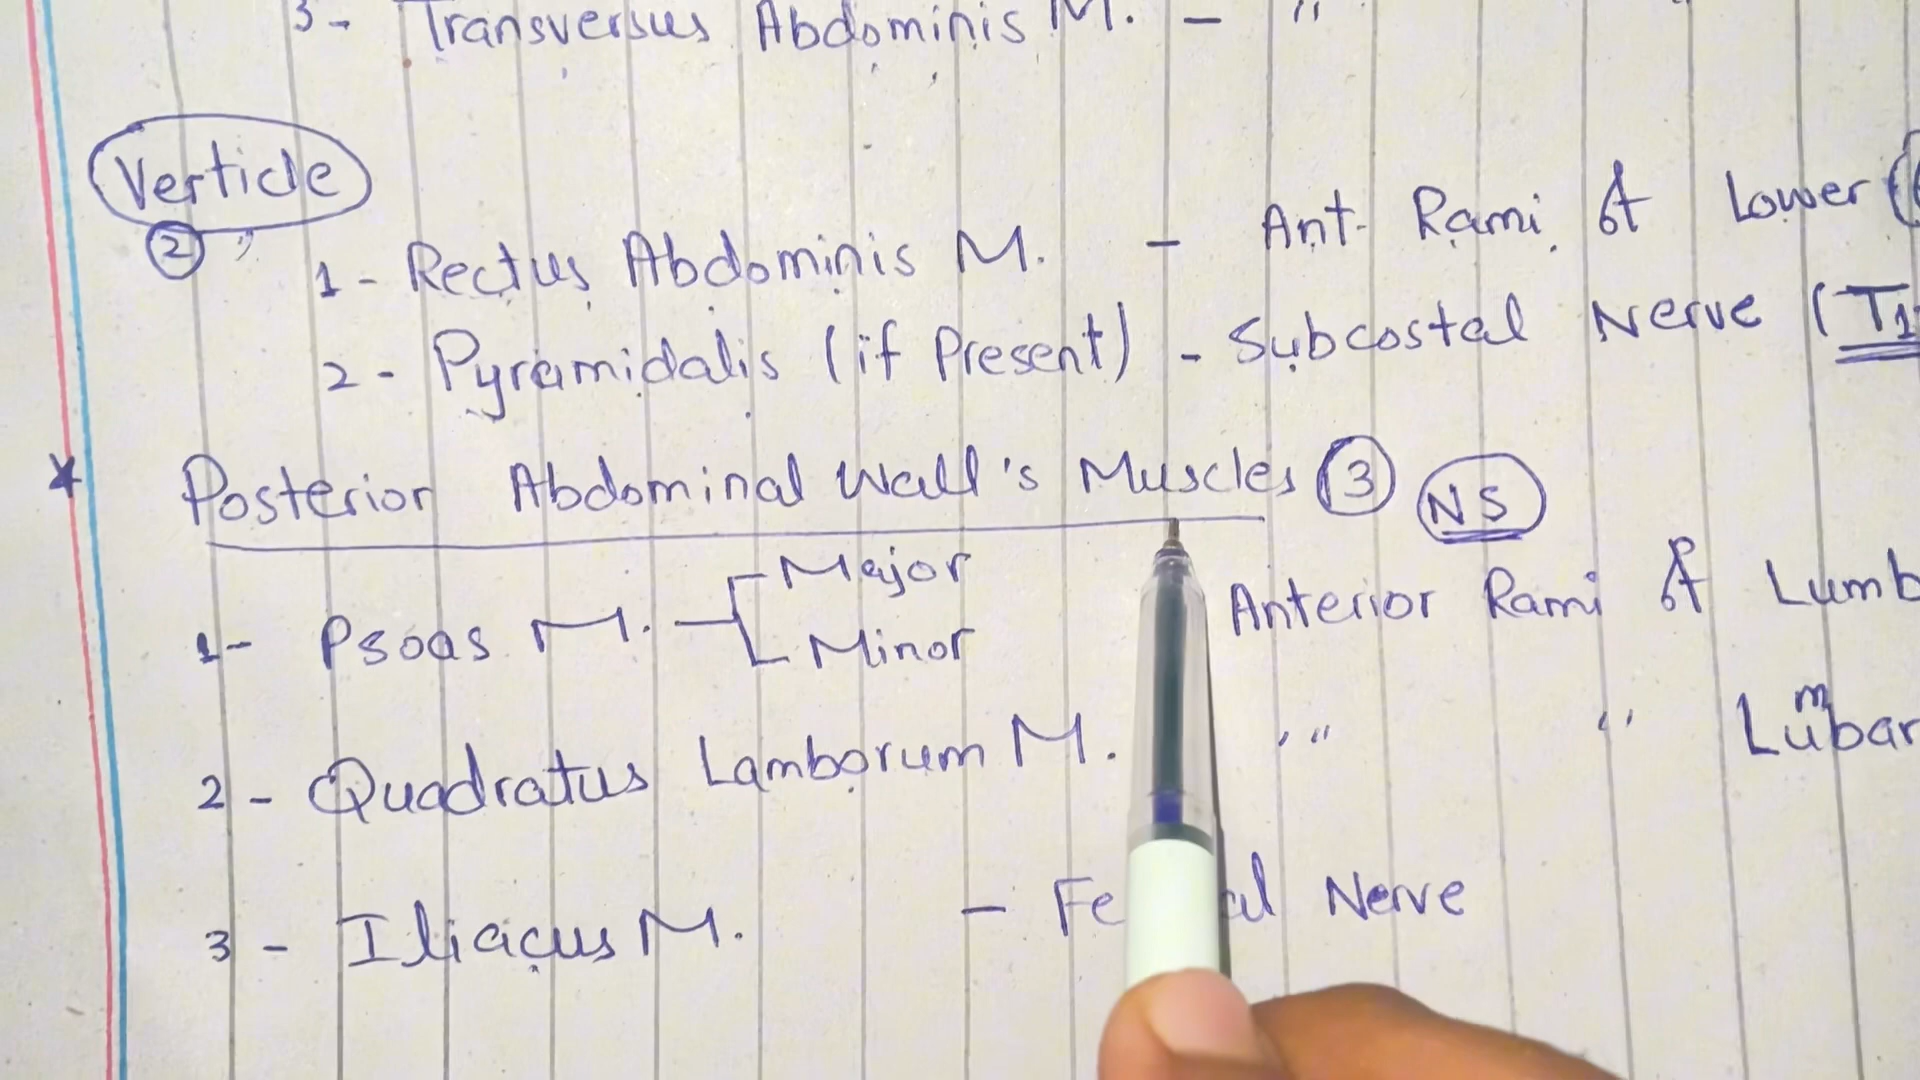 3- Transversus Abdominis M. - "
Verticle
② "
1- Rectus Abdominis M. - Ant. Rami of Lower (
2- Pyramidalis (if Present) - Subcostal Nerve (T1
* Posterior Abdominal Wall's Muscles ③ NS
1- Psoas M. Major Minor Anterior Rami of Lumb
2- Quadratus Lamborum M. " " Lumbar
3- Iliacus M. - Fe al Nerve